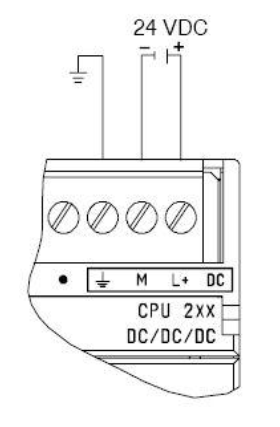 24 VDC
- +
M L+ DC
CPU 2XX
DC/DC/DC